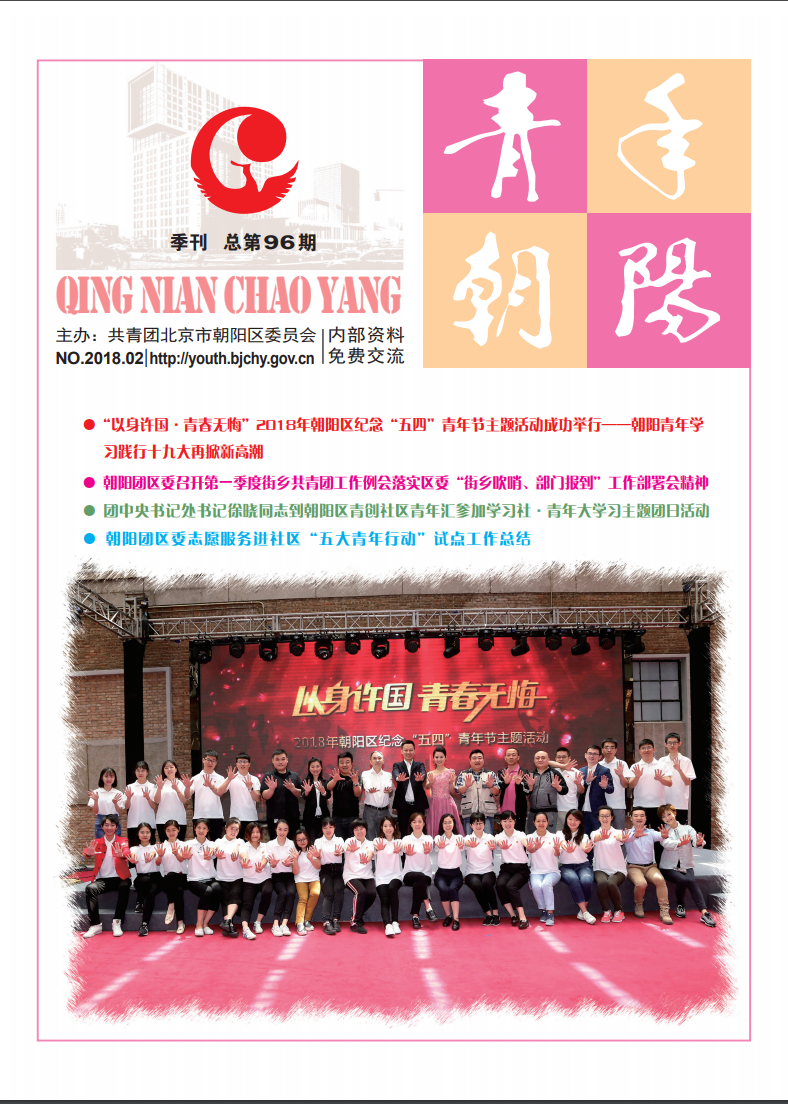 青年
朝陽
季刊 总第96期
QING NIAN CHAO YANG
主办：共青团北京市朝阳区委员会
NO.2018.02|http://youth.bjchy.gov.cn
内部资料
免费交流
● “以身许国·青春无悔”2018年朝阳区纪念“五四”青年节主题活动成功举行——朝阳青年学
习践行十九大再掀新高潮
● 朝阳团区委召开第一季度街乡共青团工作例会落实区委“街乡吹哨、部门报到”工作部署会精神
● 团中央书记处书记徐晓同志到朝阳区青创社区青年汇参加学习社·青年大学习主题团日活动
● 朝阳团区委志愿服务进社区“五大青年行动”试点工作总结
以身许国 青春无悔
2018年朝阳区纪念“五四”青年节主题活动